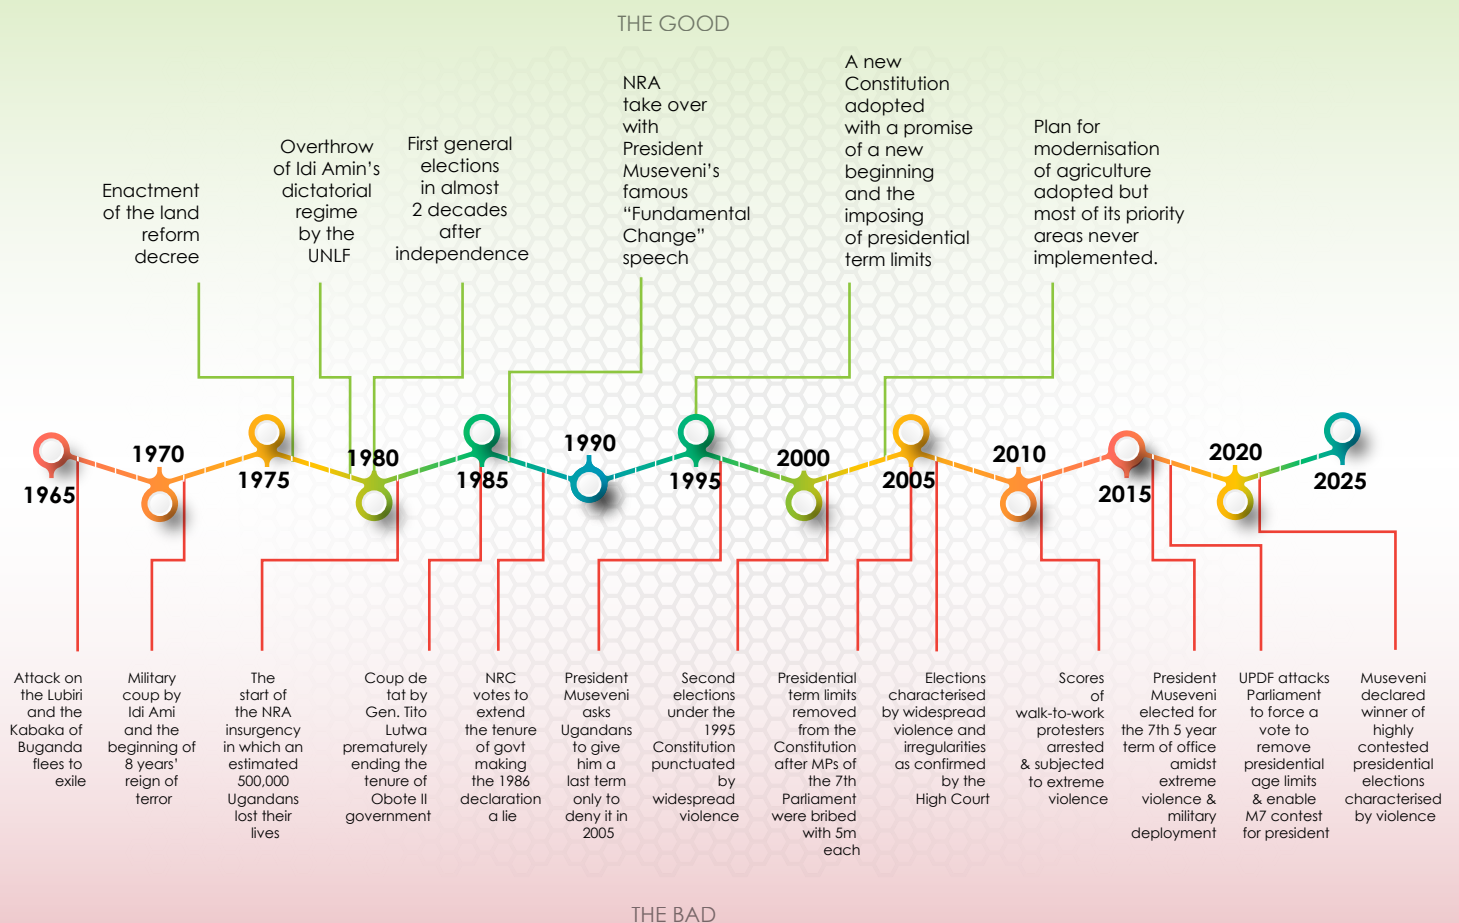 THE GOOD
Enactment
of the land
reform
decree
Overthrow
of Idi Amin's
dictatorial
regime
by the
UNLF
First general
elections
in almost
2 decades
after
independence
NRA
take over
with
President
Museveni's
famous
“Fundamental
Change”
speech
A new
Constitution
adopted
with a promise
of a new
beginning
and the
imposing
of presidential
term limits
Plan for
modernisation
of agriculture
adopted but
most of its priority
areas never
implemented.
1965
1970
1975
1980
1985
1990
1995
2000
2005
2010
2015
2020
2025
Attack on
the Lubiri
and the
Kabaka of
Buganda
flees to
exile
Military
coup by
Idi Ami
and the
beginning of
8 years'
reign of
terror
The
start of
the NRA
insurgency
in which an
estimated
500,000
Ugandans
lost their
lives
Coup de
tat by
Gen. Tito
Lutwa
prematurely
ending the
tenure of
Obote II
government
NRC
votes to
extend
the tenure
of govt
making
the 1986
declaration
a lie
President
Museveni
asks
Ugandans
to give
him a
last term
only to
deny it in
2005
Second
elections
under the
1995
Constitution
punctuated
by
widespread
violence
Presidential
term limits
removed
from the
Constitution
after MPs of
the 7th
Parliament
were bribed
with 5m
each
Elections
characterised
by widespread
violence and
irregularities
as confirmed
by the
High Court
Scores
of
walk-to-work
protesters
arrested
& subjected
to extreme
violence
President
Museveni
elected for
the 7th 5 year
term of office
amidst
extreme
violence &
military
deployment
UPDF attacks
Parliament
to force a
vote to
remove
presidential
age limits
& enable
M7 contest
for president
Museveni
declared
winner of
highly
contested
presidential
elections
characterised
by violence
THE BAD